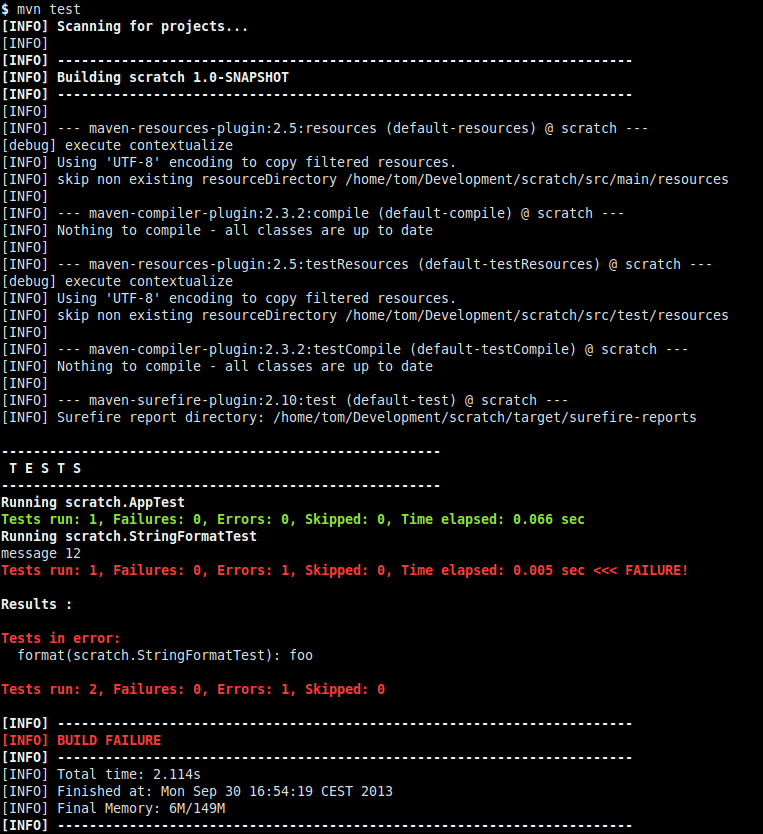 $ mvn test
[INFO] Scanning for projects...
[INFO]
[INFO] ------------------------------------------------------------------------
[INFO] Building scratch 1.0-SNAPSHOT
[INFO] ------------------------------------------------------------------------
[INFO]
[INFO] --- maven-resources-plugin:2.5:resources (default-resources) @ scratch ---
[debug] execute contextualize
[INFO] Using 'UTF-8' encoding to copy filtered resources.
[INFO] skip non existing resourceDirectory /home/tom/Development/scratch/src/main/resources
[INFO]
[INFO] --- maven-compiler-plugin:2.3.2:compile (default-compile) @ scratch ---
[INFO] Nothing to compile - all classes are up to date
[INFO]
[INFO] --- maven-resources-plugin:2.5:testResources (default-testResources) @ scratch ---
[debug] execute contextualize
[INFO] Using 'UTF-8' encoding to copy filtered resources.
[INFO] skip non existing resourceDirectory /home/tom/Development/scratch/src/test/resources
[INFO]
[INFO] --- maven-compiler-plugin:2.3.2:testCompile (default-testCompile) @ scratch ---
[INFO] Nothing to compile - all classes are up to date
[INFO]
[INFO] --- maven-surefire-plugin:2.10:test (default-test) @ scratch ---
[INFO] Surefire report directory: /home/tom/Development/scratch/target/surefire-reports
-------------------------------------------------------
T E S T S
-------------------------------------------------------
Running scratch.AppTest
Tests run: 1, Failures: 0, Errors: 0, Skipped: 0, Time elapsed: 0.066 sec
Running scratch.StringFormatTest
message 12
Tests run: 1, Failures: 0, Errors: 1, Skipped: 0, Time elapsed: 0.005 sec <<< FAILURE!
Results :
Tests in error:
format(scratch.StringFormatTest): foo
Tests run: 2, Failures: 0, Errors: 1, Skipped: 0
[INFO] ------------------------------------------------------------------------
[INFO] BUILD FAILURE
[INFO] ------------------------------------------------------------------------
[INFO] Total time: 2.114s
[INFO] Finished at: Mon Sep 30 16:54:19 CEST 2013
[INFO] Final Memory: 6M/149M
[INFO] ------------------------------------------------------------------------